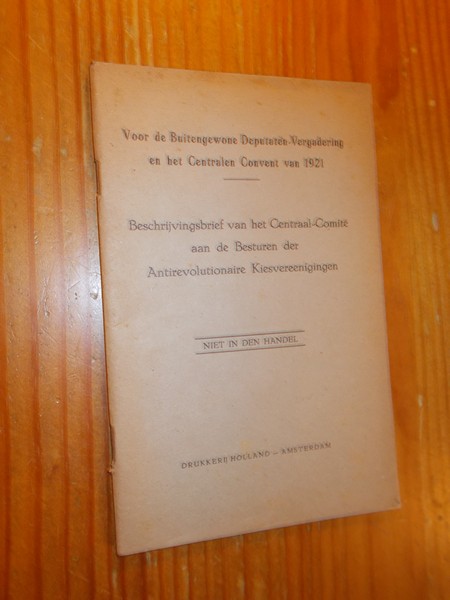 Voor de Buitengewone Deputaten-Vergadering
en het Centralen Convent van 1921
Beschrijvingsbrief van het Centraal-Comité
aan de Besturen der
Antirevolutionaire Kiesvereenigingen
NIET IN DEN HANDEL
DRUKKERIJ HOLLAND – AMSTERDAM